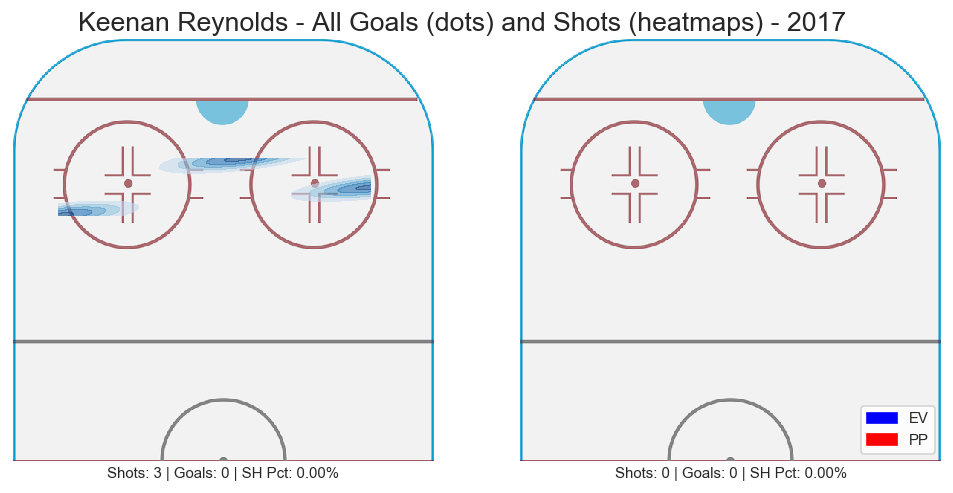 Keenan Reynolds - All Goals (dots) and Shots (heatmaps) - 2017
EV
PP
Shots: 3 | Goals: 0 | SH Pct: 0.00%
Shots: 0 | Goals: 0 | SH Pct: 0.00%